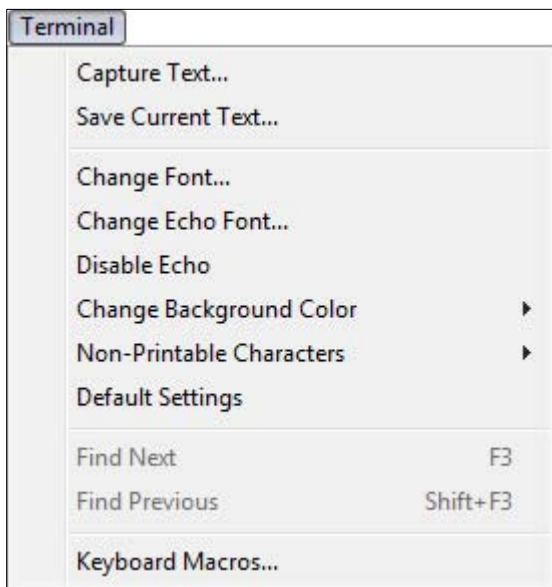 Terminal
Capture Text...
Save Current Text...
Change Font...
Change Echo Font...
Disable Echo
Change Background Color
Non-Printable Characters
Default Settings
Find Next F3
Find Previous Shift+F3
Keyboard Macros...